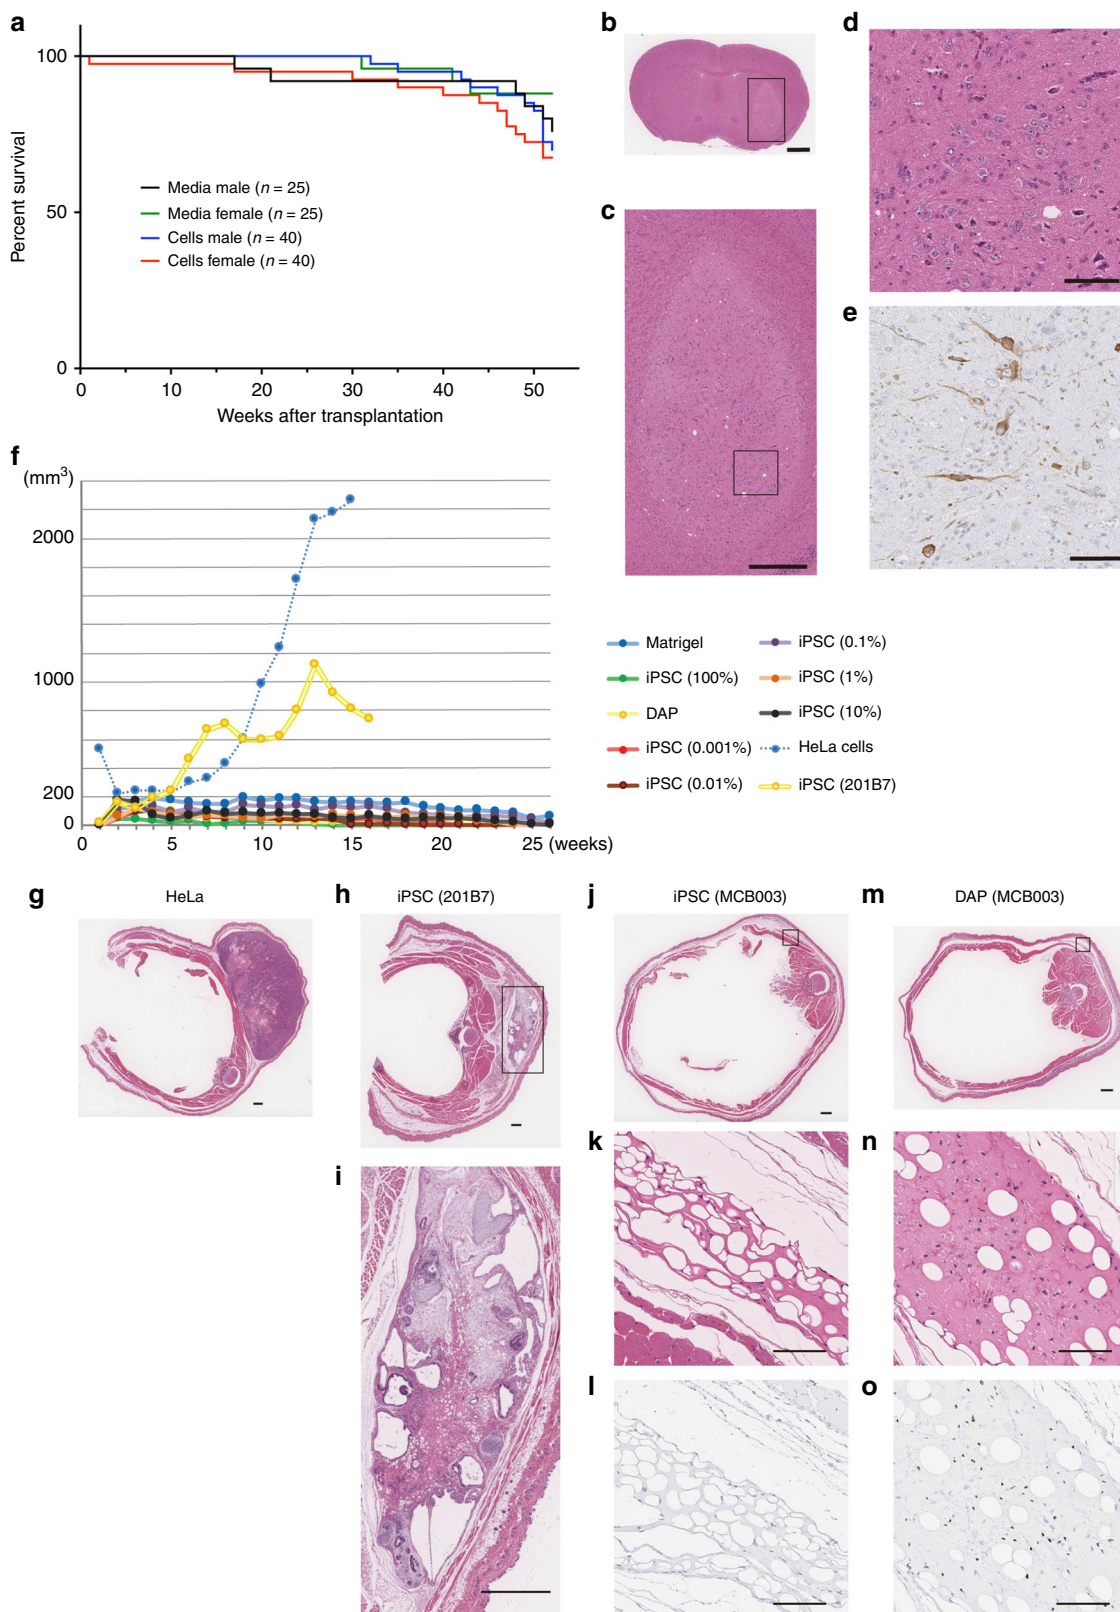 a
100
50
0
Percent survival
Media male (n = 25)
Media female (n = 25)
Cells male (n = 40)
Cells female (n = 40)
0 10 20 30 40 50
Weeks after transplantation
b
c
d
e
f
(mm3)
2000
1000
200
0
0 5 10 15 20 25 (weeks)
Matrigel
iPSC (100%)
DAP
iPSC (0.001%)
iPSC (0.01%)
iPSC (0.1%)
iPSC (1%)
iPSC (10%)
HeLa cells
iPSC (201B7)
g HeLa
h iPSC (201B7)
i
j iPSC (MCB003)
k
l
m DAP (MCB003)
n
o